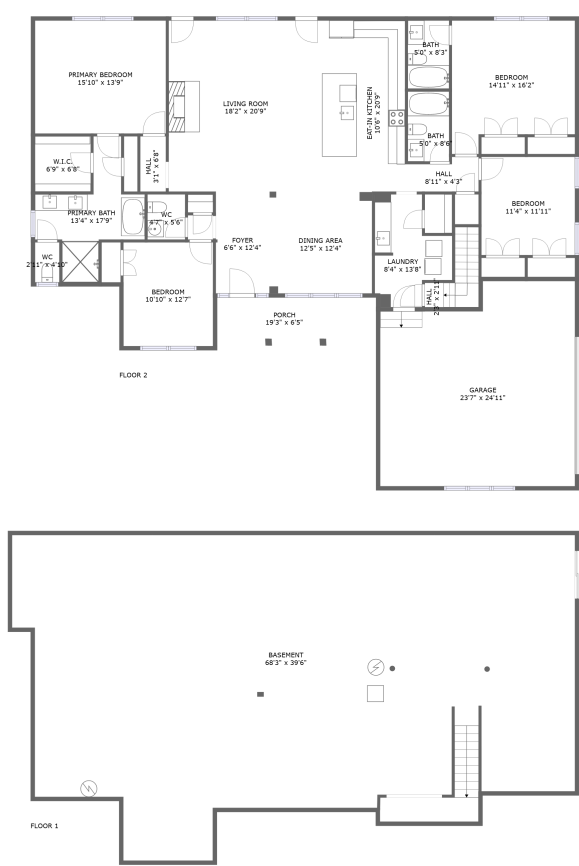 BATH
5'0" x 8'3"
PRIMARY BEDROOM
15'10" x 13'9"
BEDROOM
14'11" x 16'2"
LIVING ROOM
18'2" x 20'9"
EAT-IN KITCHEN
10'6" x 20'9"
BATH
5'0" x 8'6"
W.I.C.
6'9" x 6'8"
HALL
3'1" x 6'8"
HALL
8'11" x 4'3"
BEDROOM
11'4" x 11'11"
PRIMARY BATH
13'4" x 17'9"
WC
4'7" x 5'6"
FOYER
6'6" x 12'4"
DINING AREA
12'5" x 12'4"
WC
2'11" x 4'10"
LAUNDRY
8'4" x 13'8"
BEDROOM
10'10" x 12'7"
HALL
PORCH
19'3" x 6'5"
FLOOR 2
GARAGE
23'7" x 24'11"
BASEMENT
68'3" x 39'6"
FLOOR 1